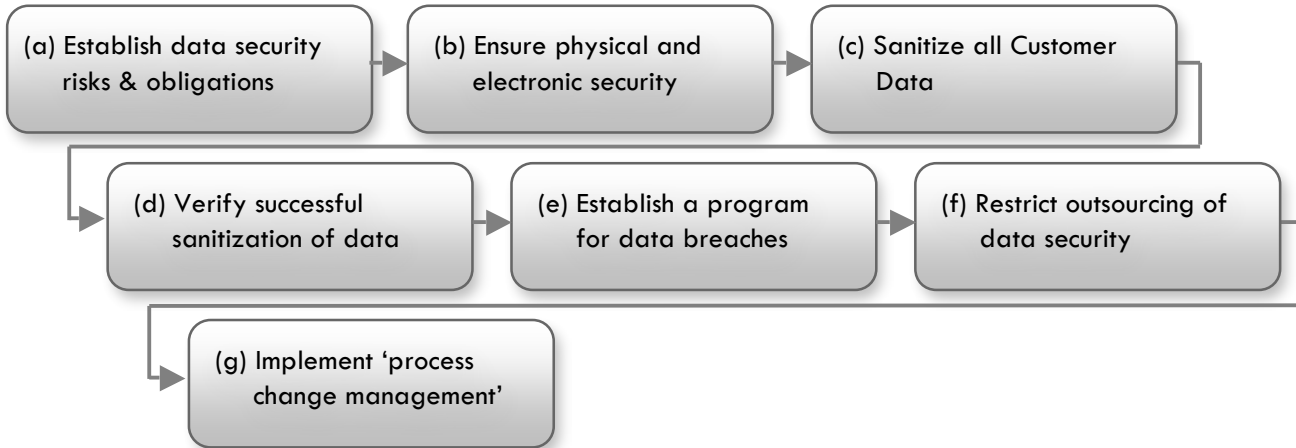 (a) Establish data security
risks & obligations
(b) Ensure physical and
electronic security
(c) Sanitize all Customer
Data
(d) Verify successful
sanitization of data
(e) Establish a program
for data breaches
(f) Restrict outsourcing of
data security
(g) Implement ‘process
change management’